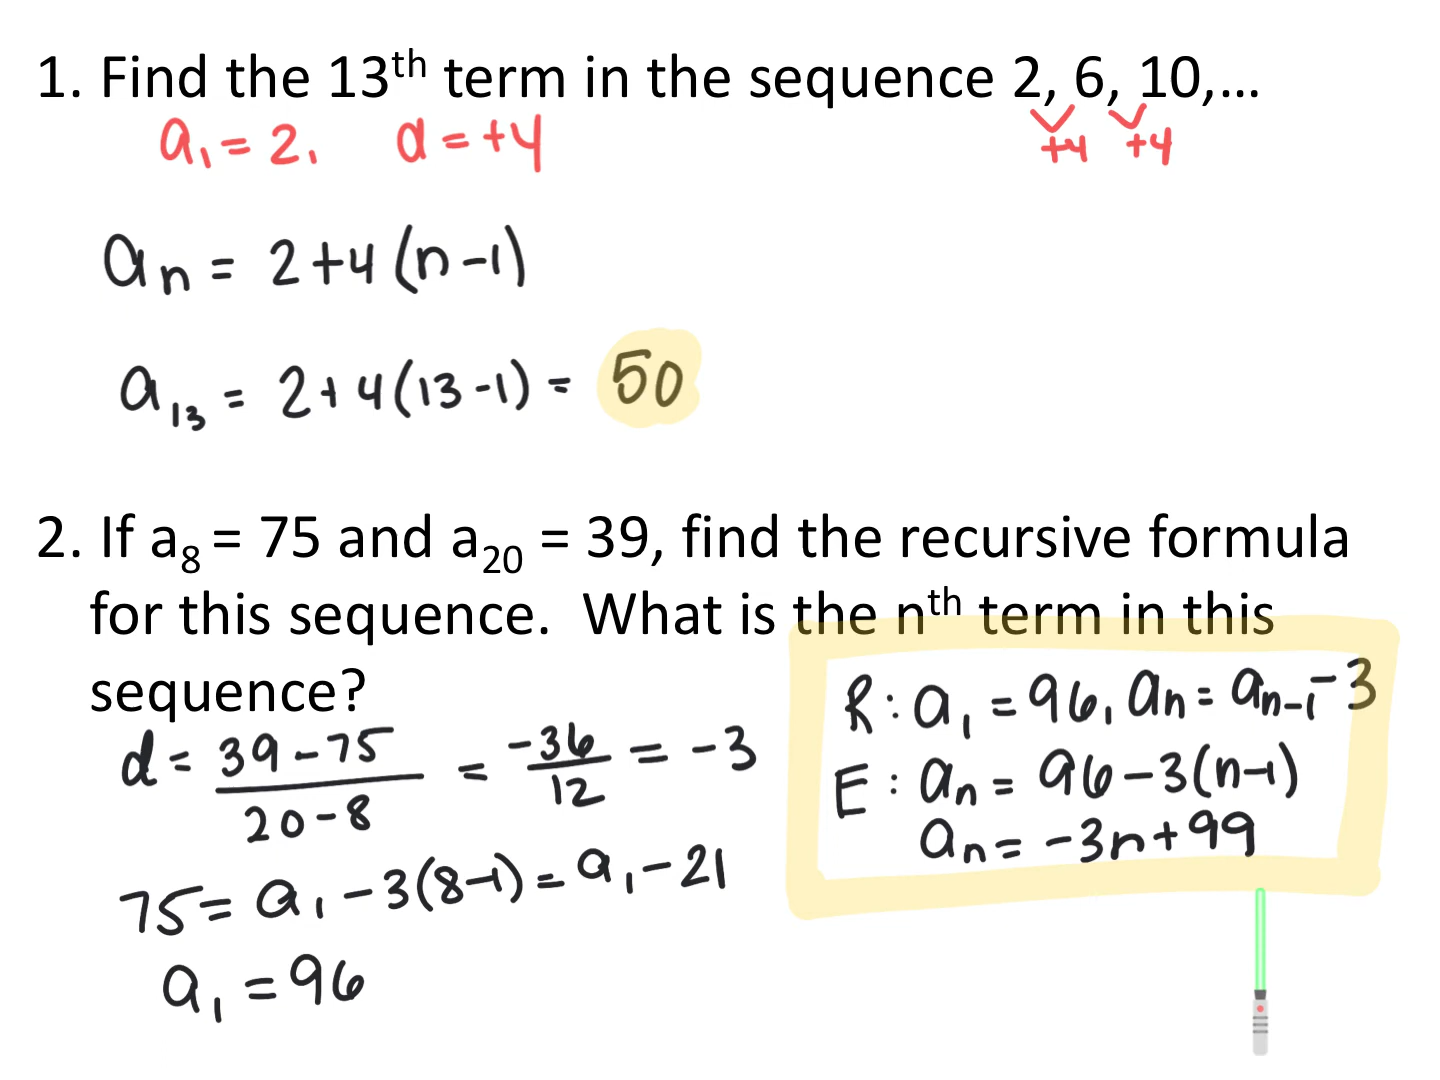 1. Find the 13th term in the sequence 2, 6, 10,...
a₁ = 2, d = +4
+4 +4
aₙ = 2+4(n-1)
a₁₃ = 2+4(13-1) = 50
2. If a₈ = 75 and a₂₀ = 39, find the recursive formula
for this sequence. What is the nth term in this
sequence?
R: a₁ = 96, aₙ = aₙ₋₁ - 3
d = (39-75)/(20-8) = -36/12 = -3
E: aₙ = 96-3(n-1)
aₙ = -3n+99
75 = a₁ - 3(8-1) = a₁ - 21
a₁ = 96